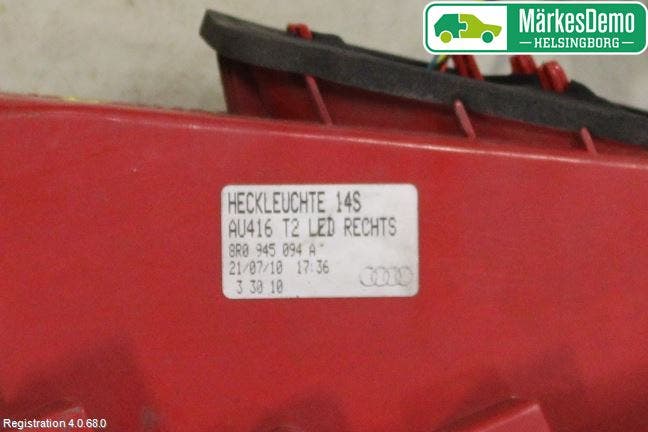 MärkesDemo
HELSINGBORG
HECKLEUCHTE 14S
AU416 T2 LED RECHTS
8R0 945 094 A
21/07/10 17:36
3 30 10
Registration 4.0.68.0